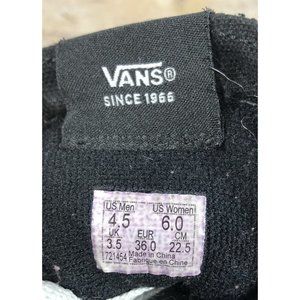 VANS®
SINCE 1966
US Men US Women
4.5 6.0
UK EUR CM
3.5 36.0 22.5
721454 Made in China
Fabriqué en Chine